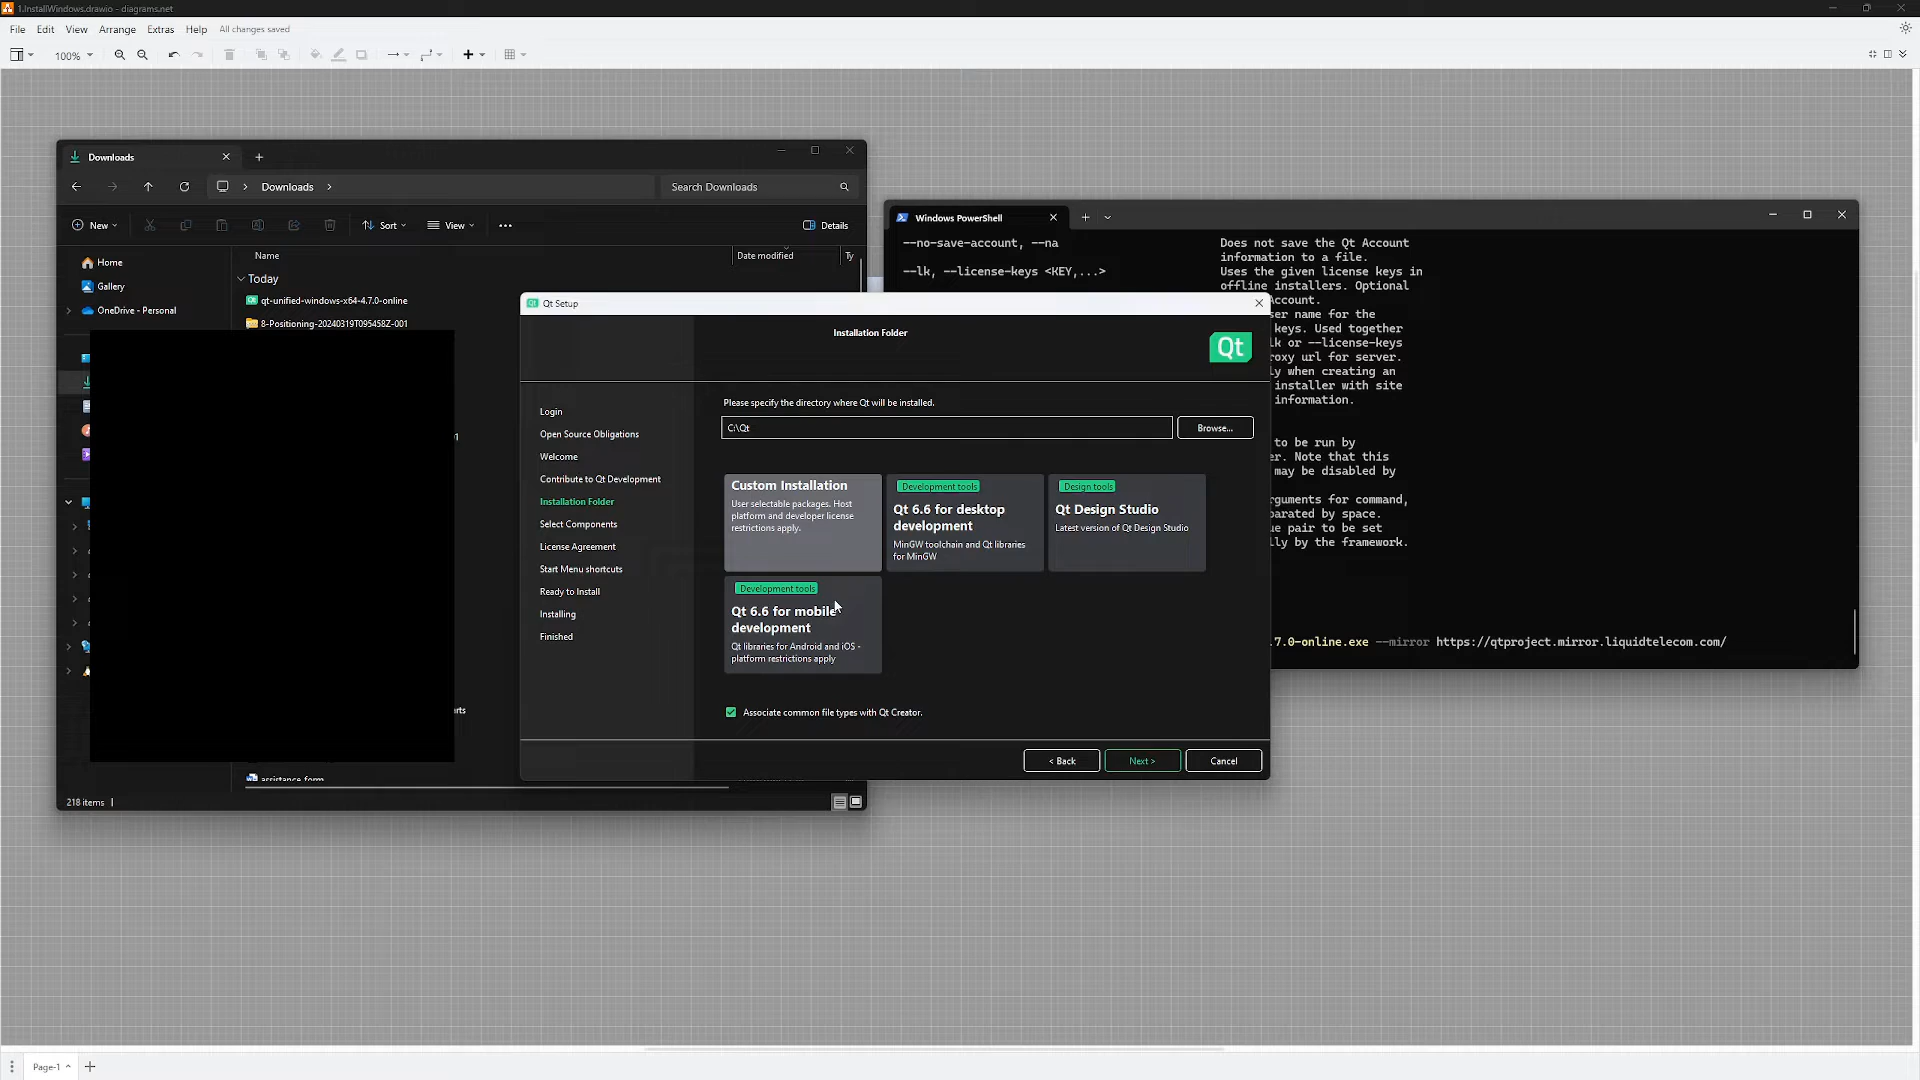 1.InstallWindows.drawio - diagrams.net
File Edit View Arrange Extras Help All changes saved
100%
Downloads
Downloads
Search Downloads
New
Sort
View
Details
Name
Date modified
Ty
Home
Gallery
OneDrive - Personal
Today
qt-unified-windows-x64-4.7.0-online
8-Positioning-20240319T095458Z-001
assistance form
218 items
Windows PowerShell
--no-save-account, --na Does not save the Qt Account
information to a file.
--lk, --license-keys <KEY,...> Uses the given license keys in
offline installers. Optional
ccount.
ser name for the
keys. Used together
lk or --license-keys
roxy url for server.
ly when creating an
installer with site
information.
to be run by
er. Note that this
may be disabled by
rguments for command,
parated by space.
ue pair to be set
lly by the framework.
.7.0-online.exe --mirror https://qtproject.mirror.liquidtelecom.com/
Qt Setup
Installation Folder
Qt
Login
Open Source Obligations
Welcome
Contribute to Qt Development
Installation Folder
Select Components
License Agreement
Start Menu shortcuts
Ready to Install
Installing
Finished
Please specify the directory where Qt will be installed.
C:\Qt
Browse...
Custom Installation
User selectable packages. Host
platform and developer license
restrictions apply.
Development tools
Qt 6.6 for desktop
development
MinGW toolchain and Qt libraries
for MinGW
Design tools
Qt Design Studio
Latest version of Qt Design Studio
Development tools
Qt 6.6 for mobile
development
Qt libraries for Android and iOS -
platform restrictions apply
Associate common file types with Qt Creator.
< Back
Next >
Cancel
Page-1